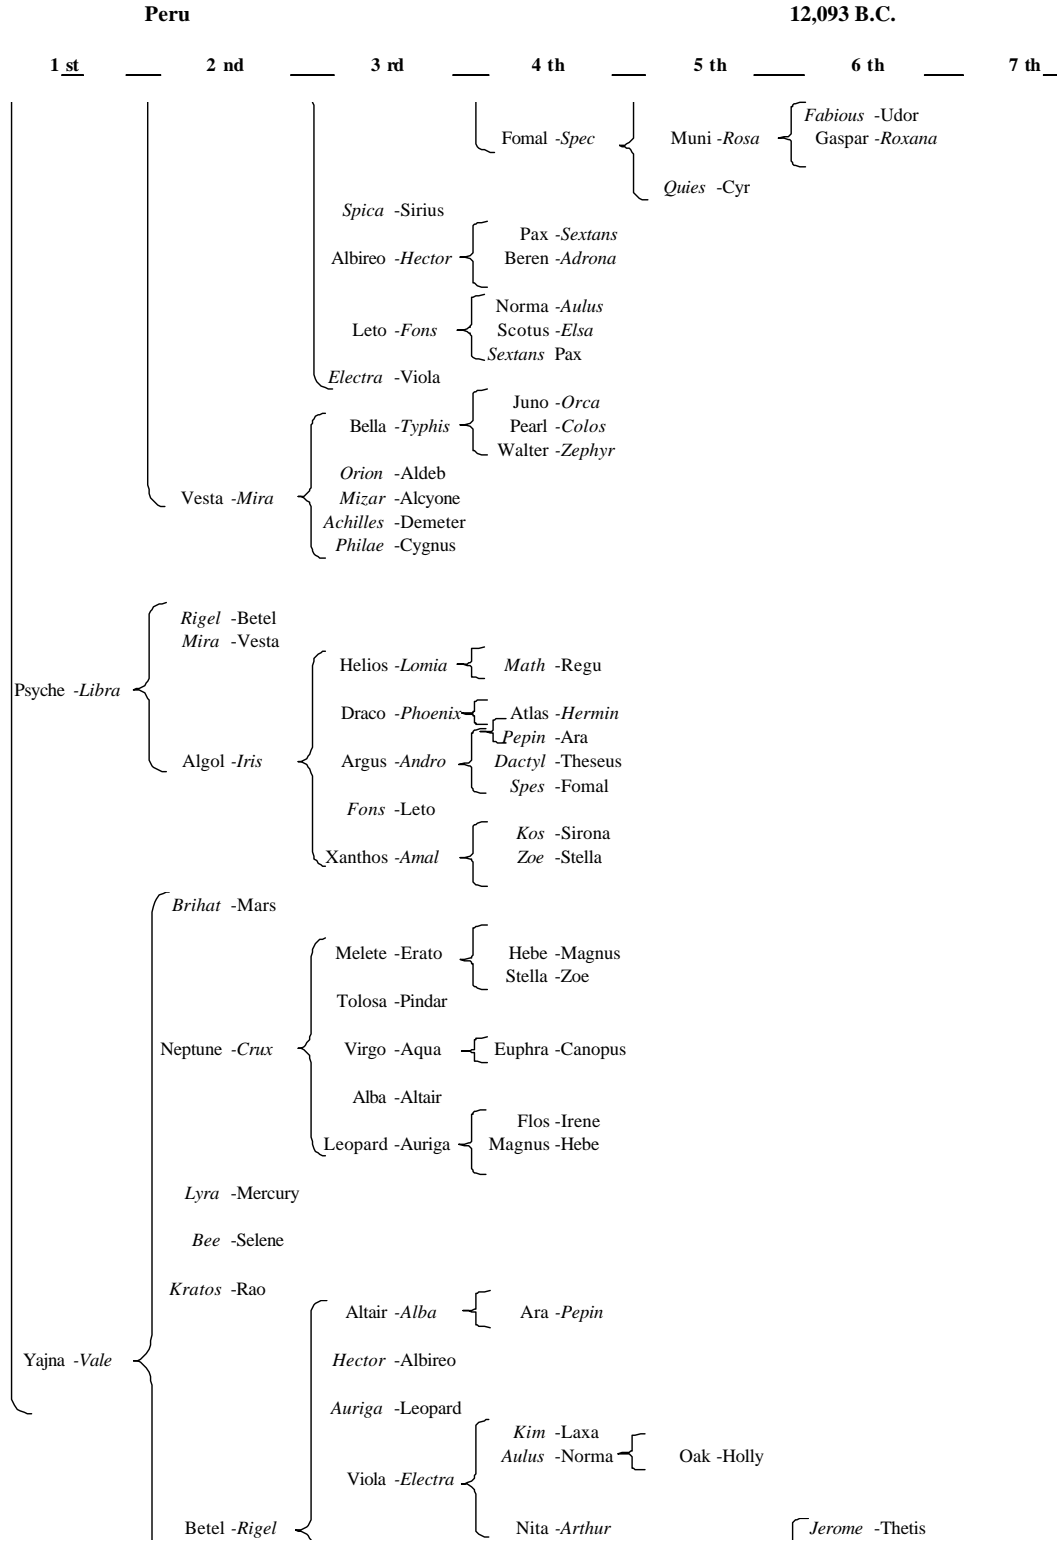 Peru 12,093 B.C.
1 st 2 nd 3 rd 4 th 5 th 6 th 7 th
Fabious -Udor
Fomal -Spec Muni -Rosa Gaspar -Roxana
Quies -Cyr
Spica -Sirius
Pax -Sextans
Albireo -Hector Beren -Adrona
Norma -Aulus
Leto -Fons Scotus -Elsa
Sextans Pax
Electra -Viola
Juno -Orca
Bella -Typhis Pearl -Colos
Walter -Zephyr
Orion -Aldeb
Vesta -Mira Mizar -Alcyone
Achilles -Demeter
Philae -Cygnus
Rigel -Betel
Mira -Vesta
Helios -Lomia Math -Regu
Psyche -Libra
Draco -Phoenix Atlas -Hermin
Pepin -Ara
Algol -Iris Argus -Andro Dactyl -Theseus
Spes -Fomal
Fons -Leto
Kos -Sirona
Xanthos -Amal Zoe -Stella
Brihat -Mars
Melete -Erato Hebe -Magnus
Stella -Zoe
Tolosa -Pindar
Neptune -Crux Virgo -Aqua Euphra -Canopus
Alba -Altair
Flos -Irene
Leopard -Auriga Magnus -Hebe
Lyra -Mercury
Bee -Selene
Kratos -Rao
Altair -Alba Ara -Pepin
Yajna -Vale Hector -Albireo
Auriga -Leopard
Kim -Laxa
Aulus -Norma Oak -Holly
Viola -Electra
Betel -Rigel Nita -Arthur Jerome -Thetis